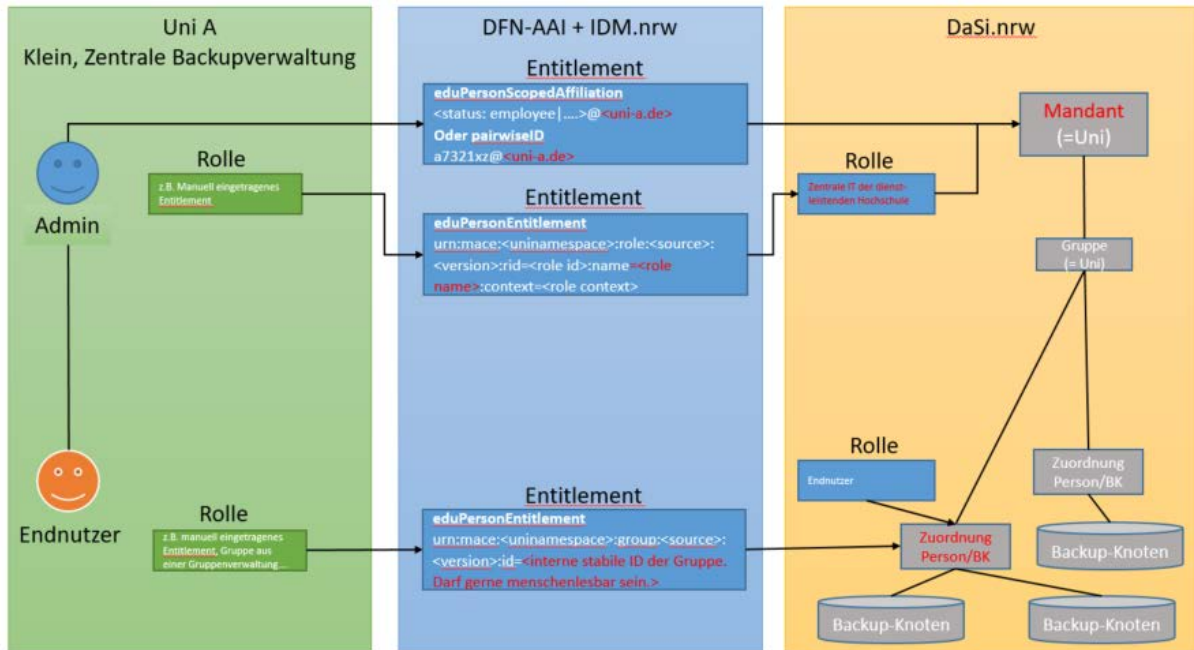 Uni A
Klein, Zentrale Backupverwaltung
Admin
Rolle
z.B. Manuell eingetragenes
Entitlement
Endnutzer
Rolle
z.B. manuell eingetragenes
Entitlement, Gruppe aus
einer Gruppenverwaltung...
DFN-AAI + IDM.nrw
Entitlement
eduPersonScopedAffiliation
<status: employee|....>@<uni-a.de>
Oder pairwiseID
a7321xz@<uni-a.de>
Entitlement
eduPersonEntitlement
urn:mace:<uninamespace>:role:<source>:
<version>:rid=<role id>:name=<role
name>:context=<role context>
Entitlement
eduPersonEntitlement
urn:mace:<uninamespace>:group:<source>:
<version>:id=<interne stabile ID der Gruppe.
Darf gerne menschenlesbar sein.>
DaSi.nrw
Mandant
(=Uni)
Rolle
Zentrale IT der dienst-
leistenden Hochschule
Gruppe
(= Uni)
Rolle
Endnutzer
Zuordnung
Person/BK
Backup-Knoten
Zuordnung
Person/BK
Backup-Knoten
Backup-Knoten